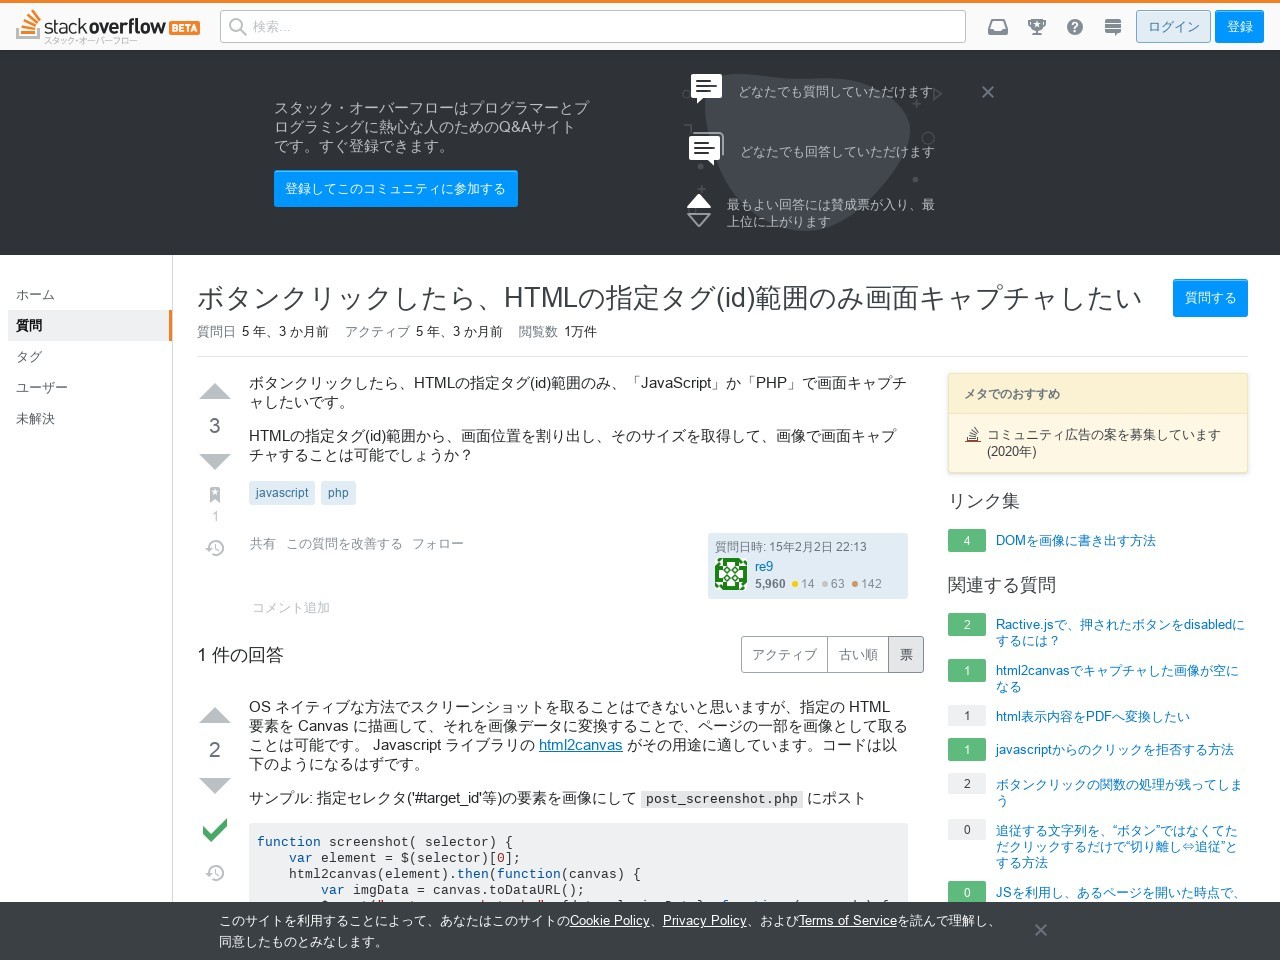 stack overflow BETA
スタック・オーバーフロー
検索...
ログイン
登録
スタック・オーバーフローはプログラマーとプ
ログラミングに熱心な人のためのQ&Aサイト
です。すぐ登録できます。
登録してこのコミュニティに参加する
どなたでも質問していただけます
どなたでも回答していただけます
最もよい回答には賛成票が入り、最
上位に上がります
ホーム
質問
タグ
ユーザー
未解決
ボタンクリックしたら、HTMLの指定タグ(id)範囲のみ画面キャプチャしたい
質問する
質問日 5 年、3 か月前 アクティブ 5 年、3 か月前 閲覧数 1万件
3
ボタンクリックしたら、HTMLの指定タグ(id)範囲のみ、「JavaScript」か「PHP」で画面キャプチ
ャしたいです。
HTMLの指定タグ(id)範囲から、画面位置を割り出し、そのサイズを取得して、画像で画面キャプ
チャすることは可能でしょうか？
javascript php
1
共有 この質問を改善する フォロー
質問日時: 15年2月2日 22:13
re9
5,960 14 63 142
コメント追加
1 件の回答
アクティブ 古い順 票
2
OS ネイティブな方法でスクリーンショットを取ることはできないと思いますが、指定の HTML
要素を Canvas に描画して、それを画像データに変換することで、ページの一部を画像として取る
ことは可能です。 Javascript ライブラリの html2canvas がその用途に適しています。コードは以
下のようになるはずです。
サンプル: 指定セレクタ('#target_id'等)の要素を画像にして post_screenshot.php にポスト
function screenshot( selector) {
var element = $(selector)[0];
html2canvas(element).then(function(canvas) {
var imgData = canvas.toDataURL();
メタでのおすすめ
コミュニティ広告の案を募集しています
(2020年)
リンク集
4 DOMを画像に書き出す方法
関連する質問
2 Ractive.jsで、押されたボタンをdisabledに
するには？
1 html2canvasでキャプチャした画像が空に
なる
1 html表示内容をPDFへ変換したい
1 javascriptからのクリックを拒否する方法
2 ボタンクリックの関数の処理が残ってしま
う
0 追従する文字列を、“ボタン”ではなくてた
だクリックするだけで“切り離し⇔追従”と
する方法
0 JSを利用し、あるページを開いた時点で、
このサイトを利用することによって、あなたはこのサイトのCookie Policy、Privacy Policy、およびTerms of Serviceを読んで理解し、
同意したものとみなします。